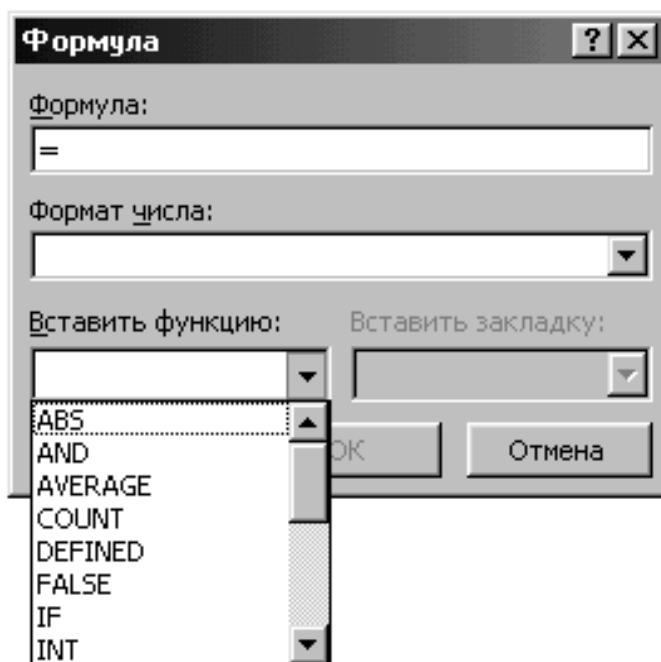 Формула
Формула:
=
Формат числа:
Вставить функцию: Вставить закладку:
ABS
AND
AVERAGE
COUNT
DEFINED
FALSE
IF
INT
ОК Отмена